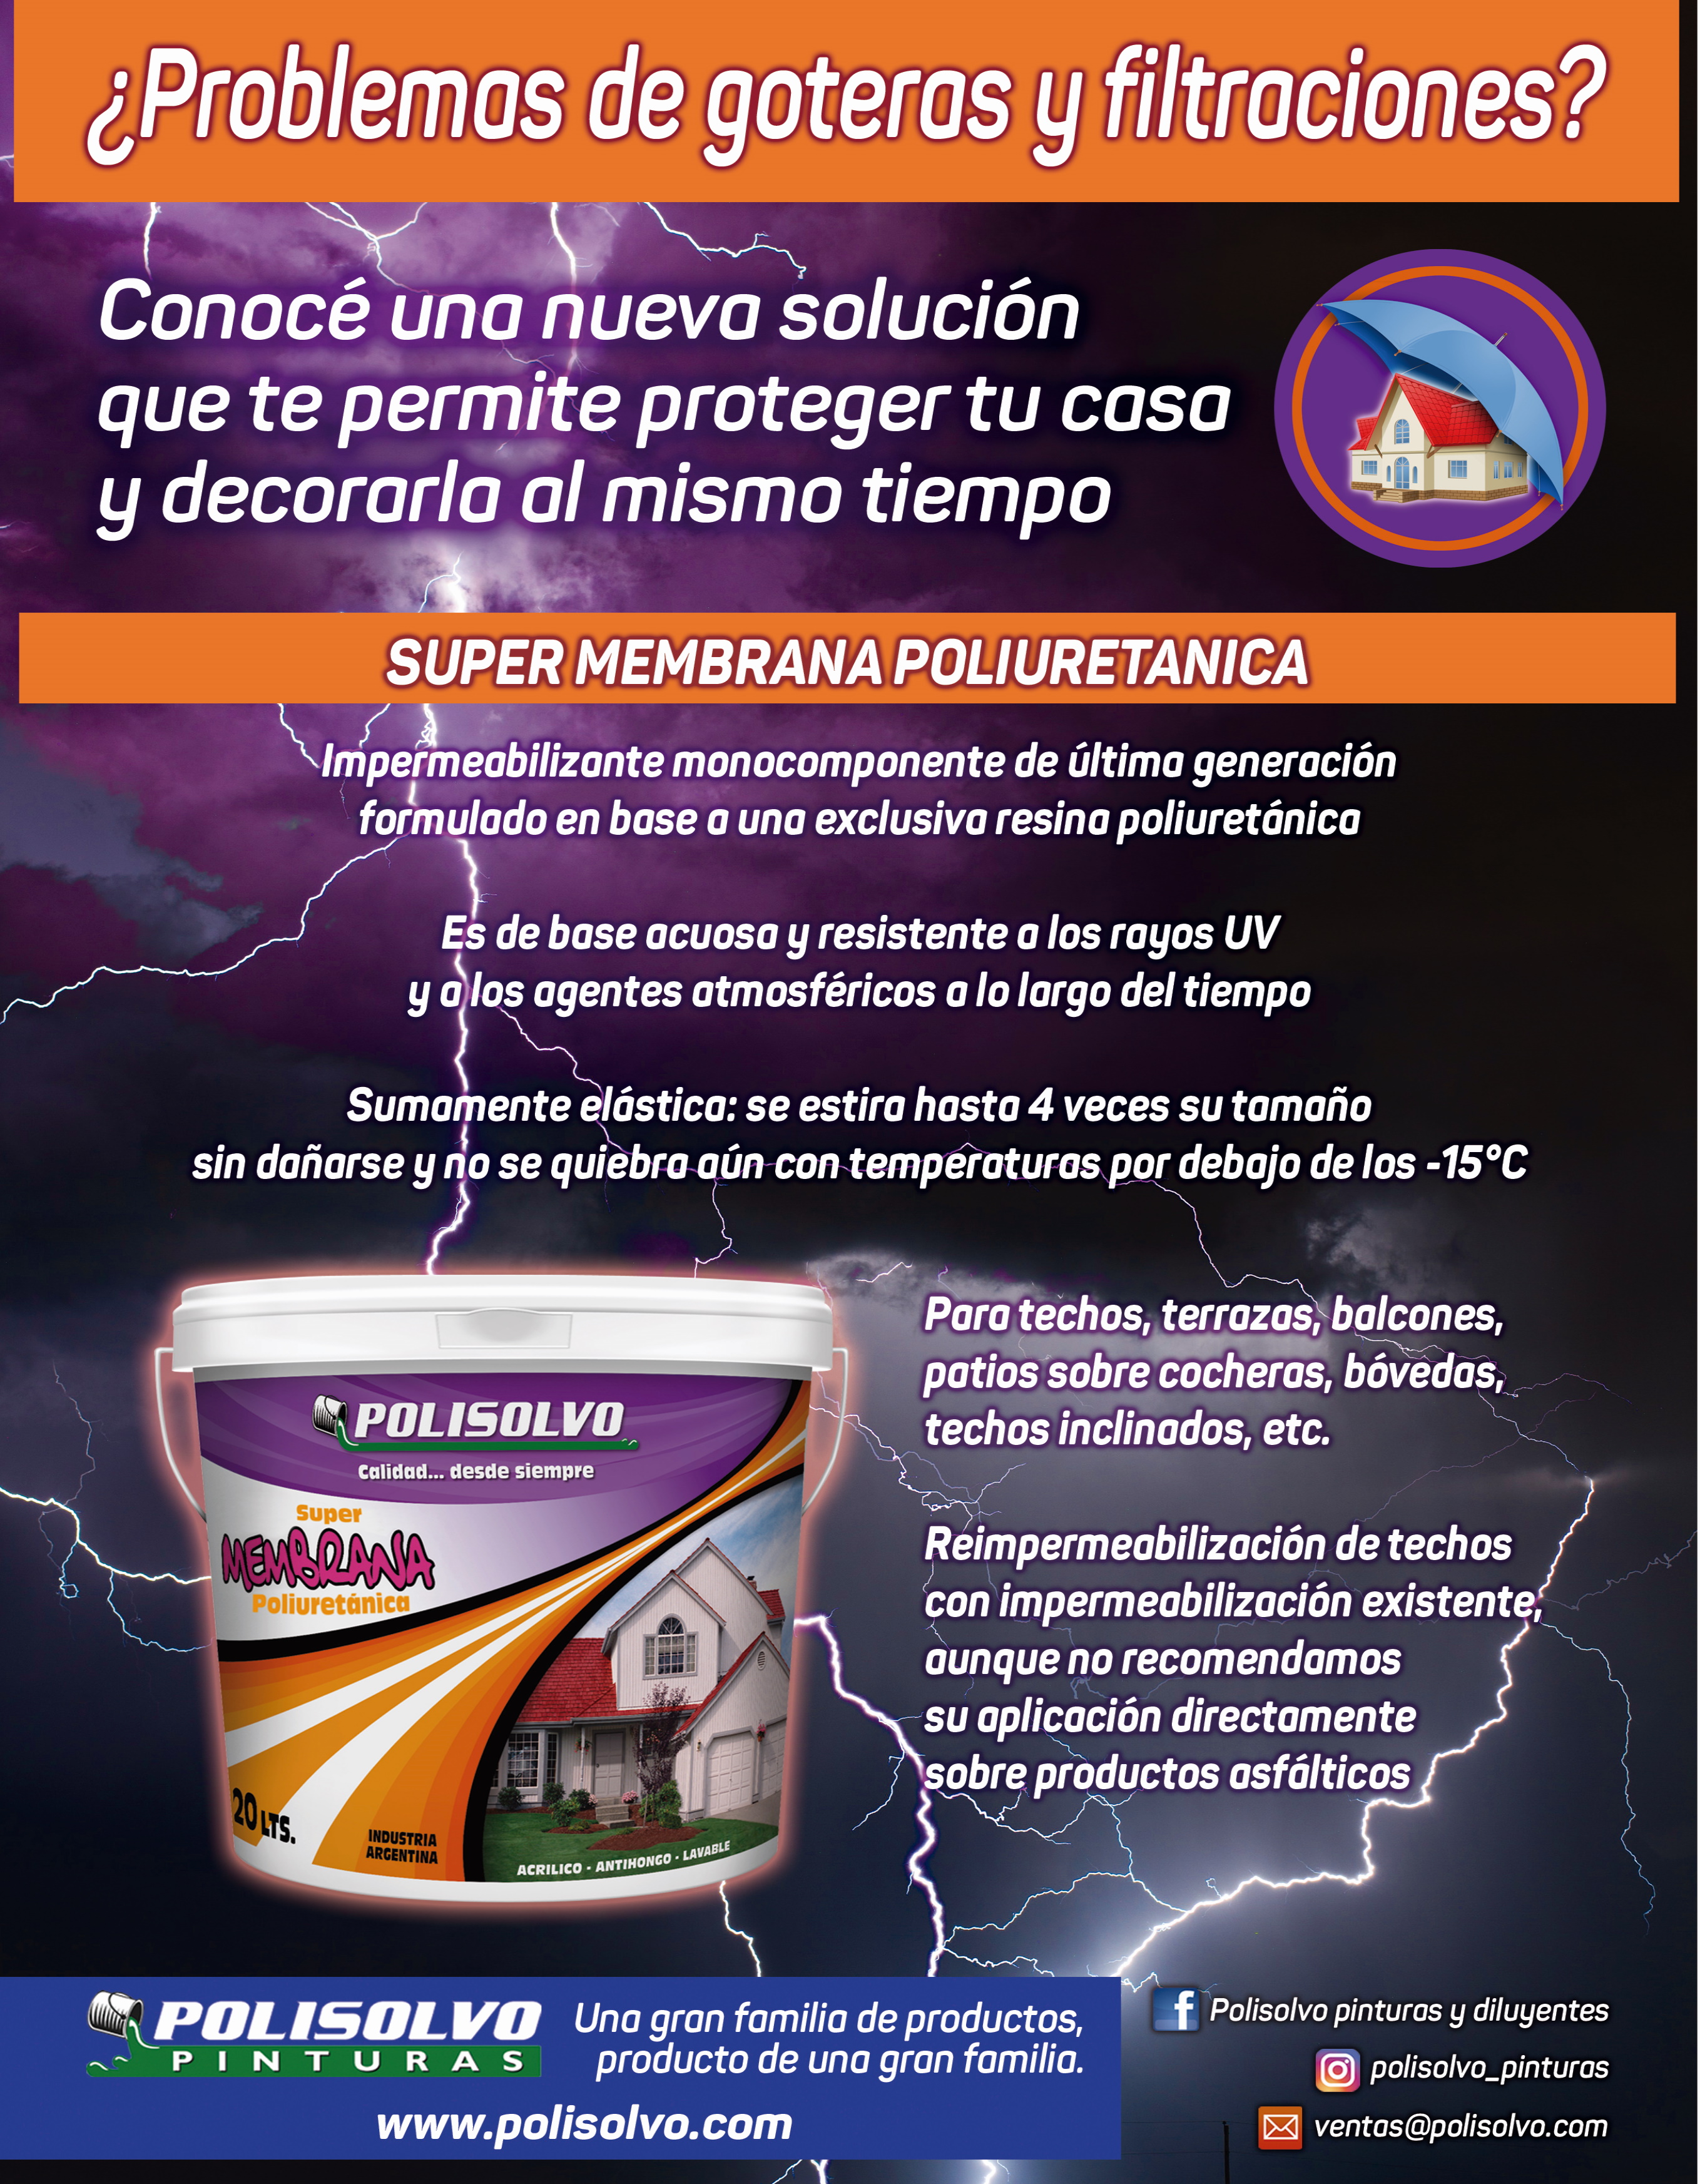 ¿Problemas de goteras y filtraciones?
Conocé una nueva solución
que te permite proteger tu casa
y decorarla al mismo tiempo
SUPER MEMBRANA POLIURETANICA
Impermeabilizante monocomponente de última generación
formulado en base a una exclusiva resina poliuretánica
Es de base acuosa y resistente a los rayos UV
y a los agentes atmosféricos a lo largo del tiempo
Sumamente elástica: se estira hasta 4 veces su tamaño
sin dañarse y no se quiebra aún con temperaturas por debajo de los -15°C
POLISOLVO
Calidad... desde siempre
Super
MEMBRANA
Poliuretánica
20 LTS.
INDUSTRIA
ARGENTINA
ACRILICO - ANTIHONGO - LAVABLE
Para techos, terrazas, balcones,
patios sobre cocheras, bóvedas,
techos inclinados, etc.
Reimpermeabilización de techos
con impermeabilización existente,
aunque no recomendamos
su aplicación directamente
sobre productos asfálticos
POLISOLVO
PINTURAS
Una gran familia de productos,
producto de una gran familia.
www.polisolvo.com
Polisolvo pinturas y diluyentes
polisolvo_pinturas
ventas@polisolvo.com